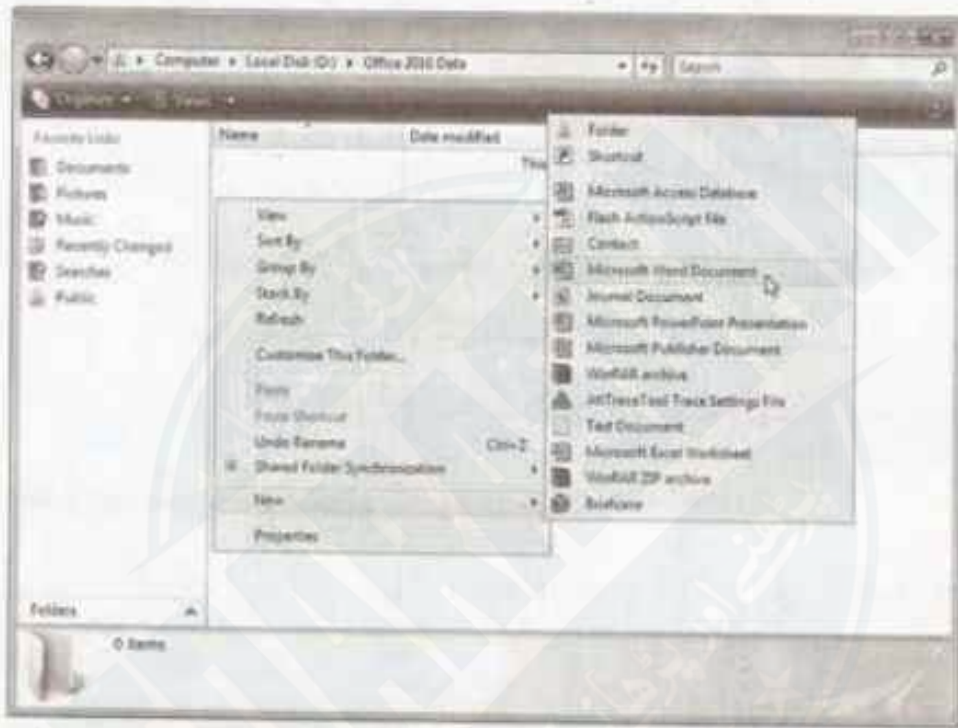 Computer ▸ Local Disk (D:) ▸ Office 2010 Data
Search
Organize
Views
Favorite Links
Documents
Pictures
Music
Recently Changed
Searches
Public
Folders
Name
Date modified
This
View
Sort By
Group By
Stack By
Refresh
Customize This Folder...
Paste
Paste Shortcut
Undo Rename Ctrl+Z
Shared Folder Synchronization
New
Properties
Folder
Shortcut
Microsoft Access Database
Flash ActionScript File
Contact
Microsoft Word Document
Journal Document
Microsoft PowerPoint Presentation
Microsoft Publisher Document
WinRAR archive
Trace Settings File
Text Document
Microsoft Excel Worksheet
WinRAR ZIP archive
Briefcase
0 items